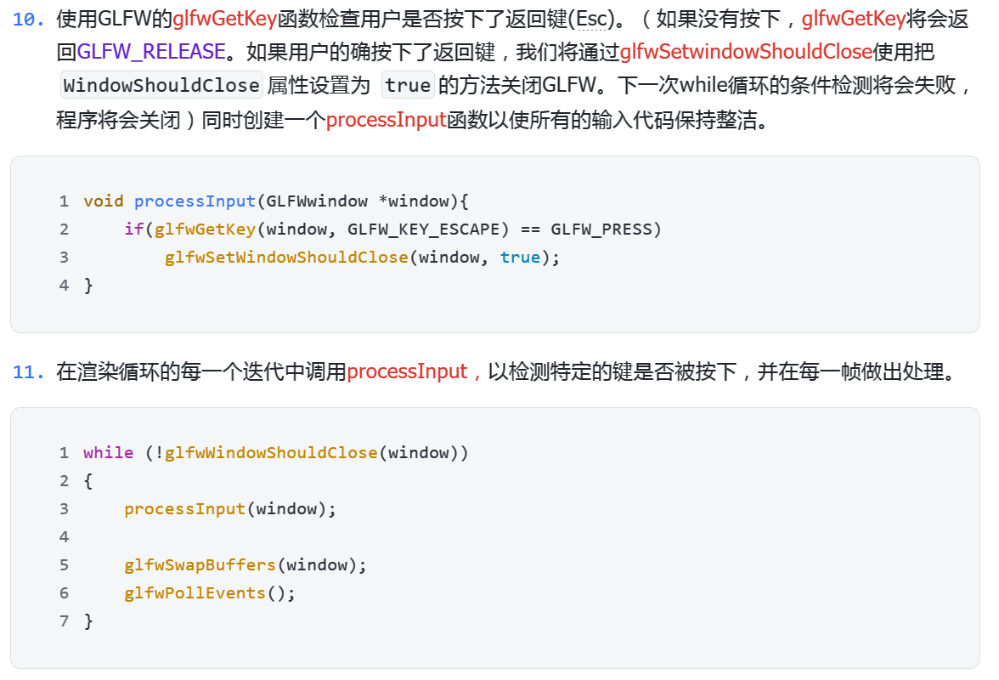 10. 使用GLFW的glfwGetKey函数检查用户是否按下了返回键(Esc)。（如果没有按下，glfwGetKey将会返
回GLFW_RELEASE。如果用户的确按下了返回键，我们将通过glfwSetwindowShouldClose使用把
WindowShouldClose 属性设置为 true 的方法关闭GLFW。下一次while循环的条件检测将会失败，
程序将会关闭）同时创建一个processInput函数以使所有的输入代码保持整洁。
1 void processInput(GLFWwindow *window){
2     if(glfwGetKey(window, GLFW_KEY_ESCAPE) == GLFW_PRESS)
3         glfwSetWindowShouldClose(window, true);
4 }
11. 在渲染循环的每一个迭代中调用processInput，以检测特定的键是否被按下，并在每一帧做出处理。
1 while (!glfwWindowShouldClose(window))
2 {
3     processInput(window);
4
5     glfwSwapBuffers(window);
6     glfwPollEvents();
7 }